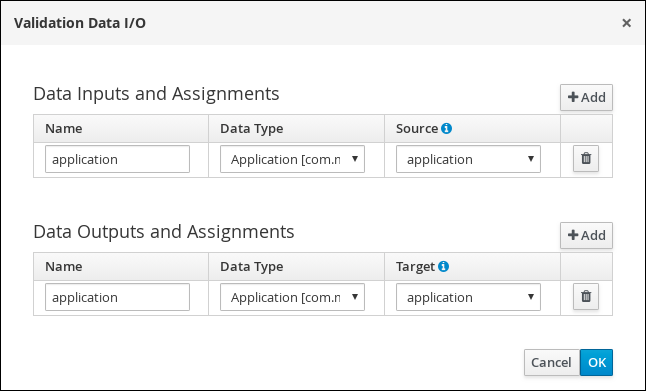 Validation Data I/O ×
Data Inputs and Assignments
+ Add
Name Data Type Source
application Application [com.n application
Data Outputs and Assignments
+ Add
Name Data Type Target
application Application [com.n application
Cancel OK